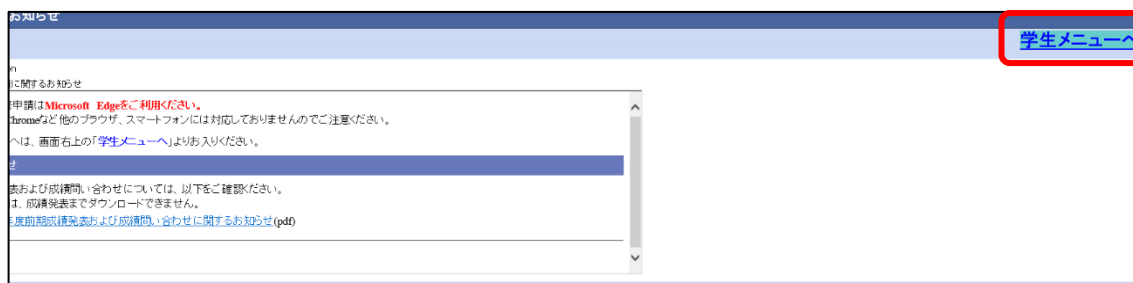 お知らせ
学生メニューへ
on
に関するお知らせ
申請はMicrosoft Edgeをご利用ください。
Chromeなど他のブラウザ、スマートフォンには対応しておりませんのでご注意ください。
へは、画面右上の「学生メニューへ」よりお入りください。
せ
表および成績問い合わせについては、以下をご確認ください。
は、成績発表までダウンロードできません。
年度前期成績発表および成績問い合わせに関するお知らせ(pdf)